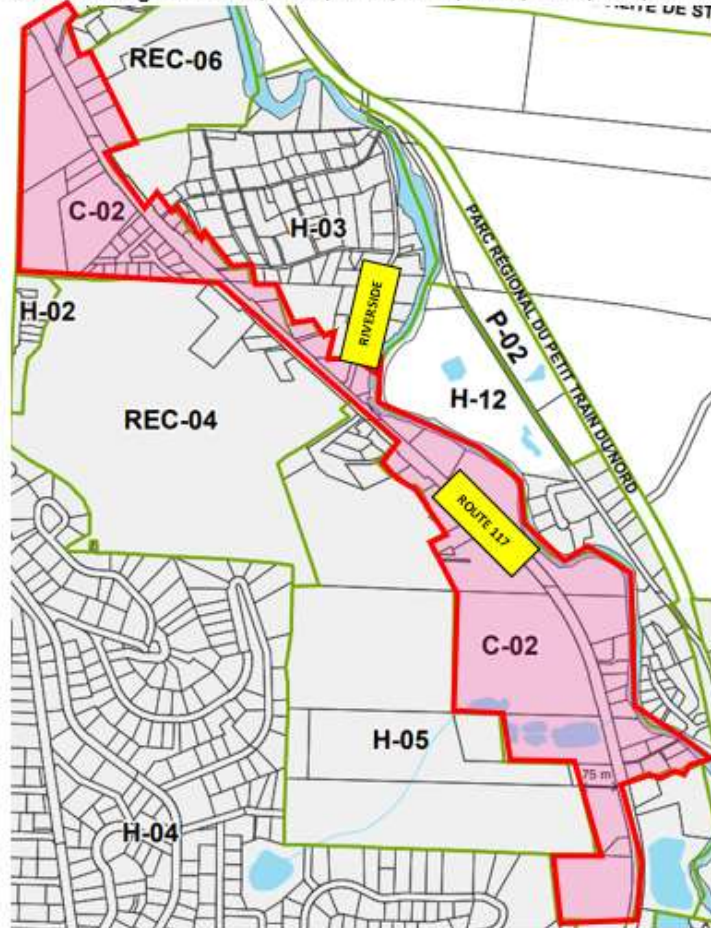 REC-06
C-02
H-03
PARC RÉGIONAL DU PETIT TRAIN DU NORD
H-02
RIVERSIDE
P-02
H-12
REC-04
ROUTE 117
C-02
H-05
75 m
H-04